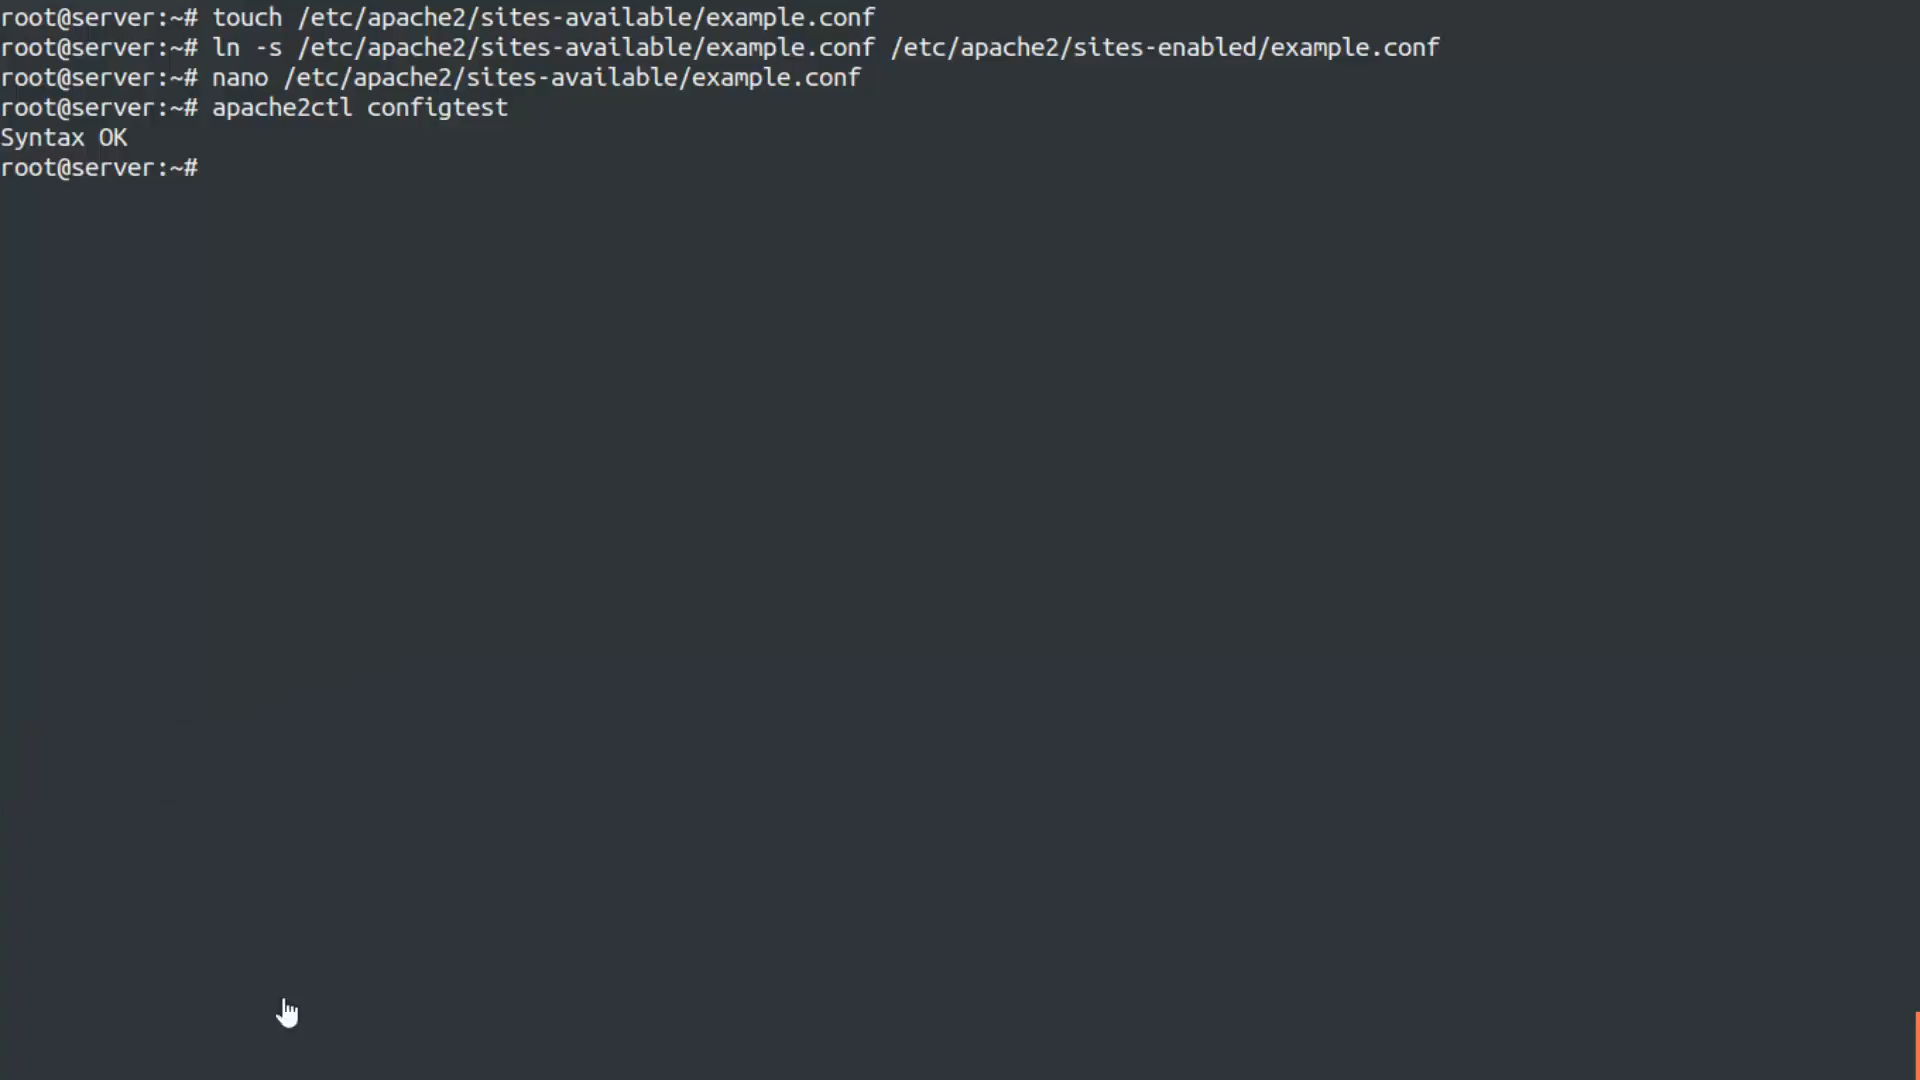 root@server:~# touch /etc/apache2/sites-available/example.conf
root@server:~# ln -s /etc/apache2/sites-available/example.conf /etc/apache2/sites-enabled/example.conf
root@server:~# nano /etc/apache2/sites-available/example.conf
root@server:~# apache2ctl configtest
Syntax OK
root@server:~#